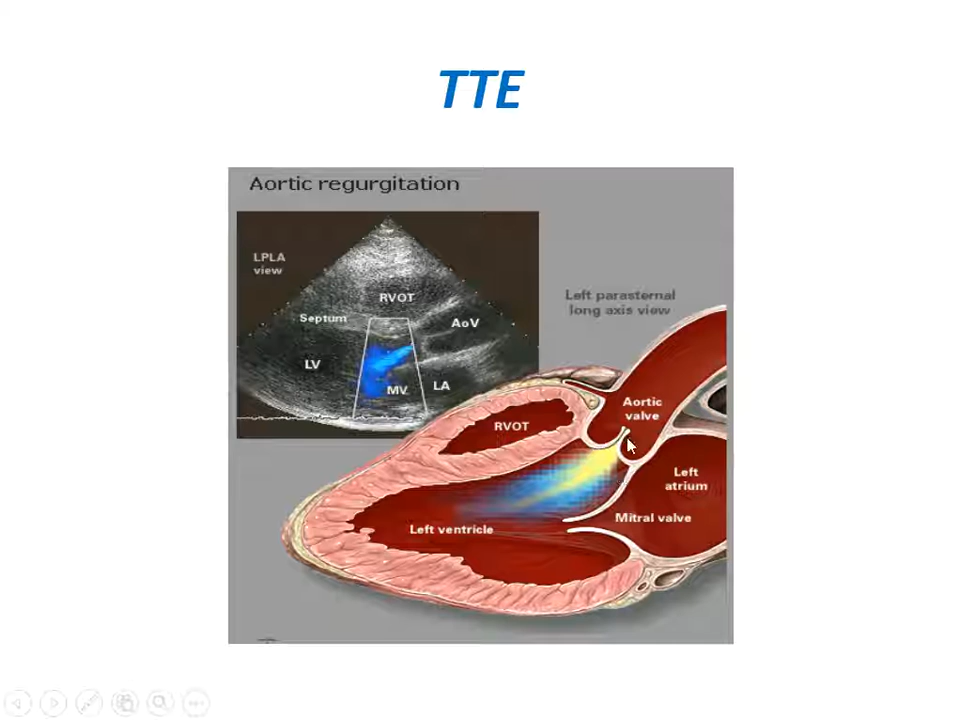 TTE
Aortic regurgitation
LPLA
view
RVOT
Septum
AoV
LV
MV
LA
Left parasternal
long axis view
Aortic
valve
RVOT
Left
atrium
Mitral valve
Left ventricle